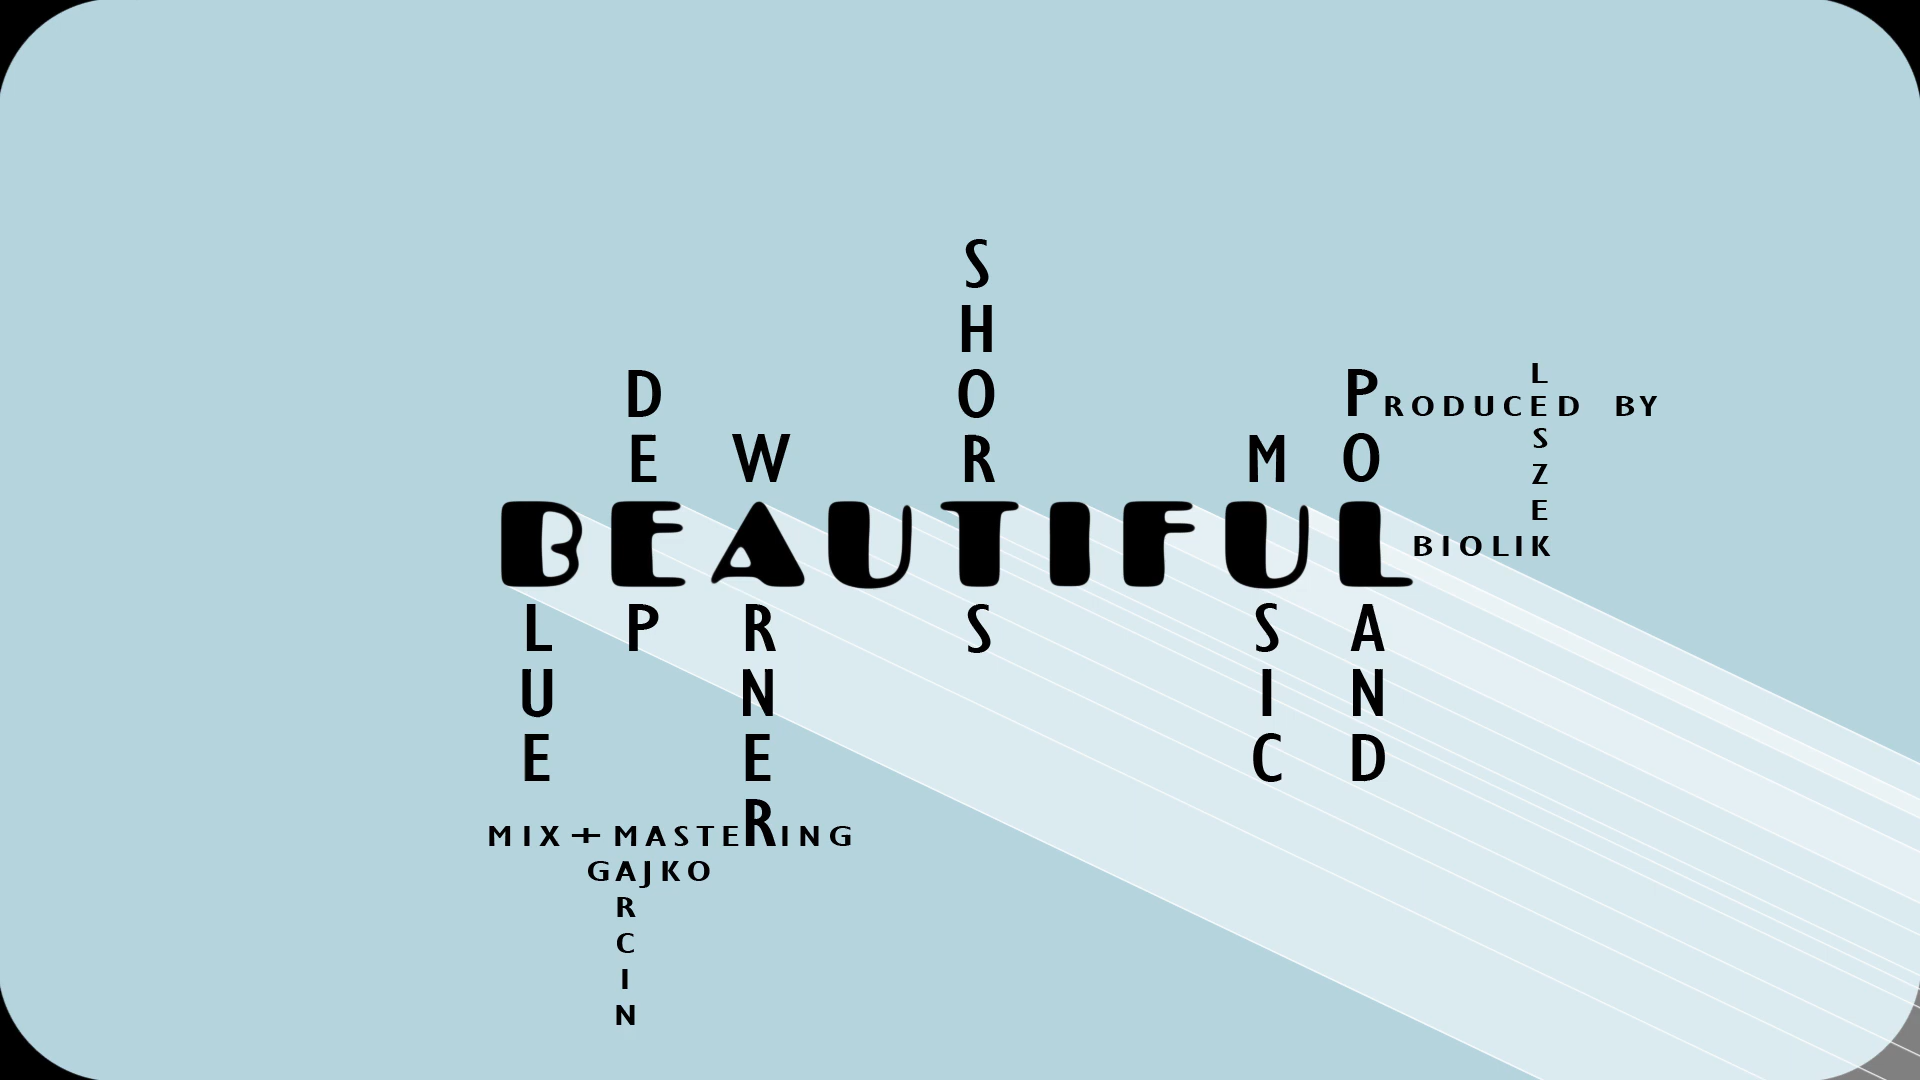 BEAUTIFUL
BLUE
DEEP
WARNER
SHORTS
MUSIC
POLAND
PRODUCED BY
LESZEK
BIOLIK
MIX + MASTERING
MARCIN
GAJKO